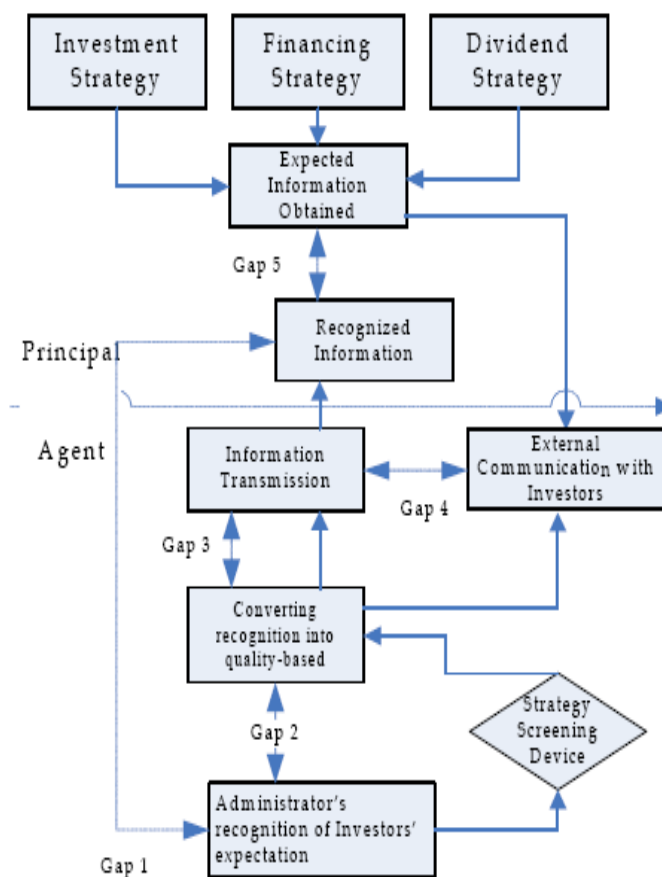 Investment
Strategy
Financing
Strategy
Dividend
Strategy
Expected
Information
Obtained
Gap 5
Recognized
Information
Principal
Agent
Information
Transmission
External
Communication with
Investors
Gap 4
Gap 3
Converting
recognition into
quality-based
Strategy
Screening
Device
Gap 2
Administrator's
recognition of Investors'
expectation
Gap 1